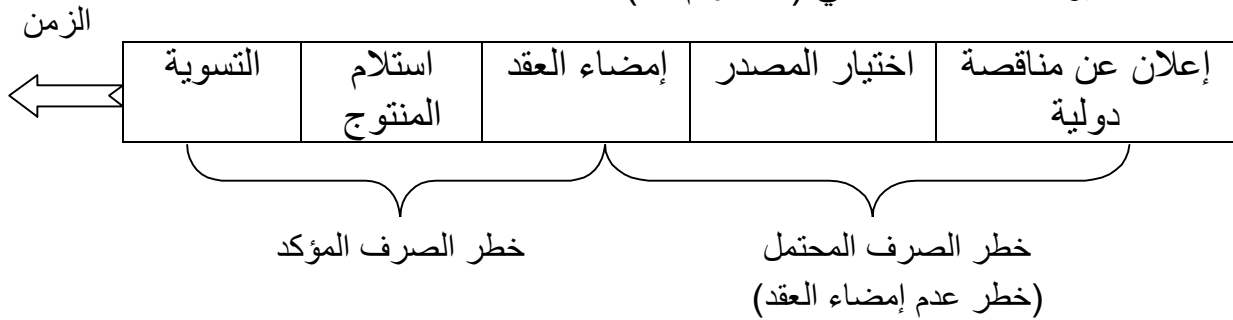 الزمن
إعلان عن مناقصة دولية
اختيار المصدر
إمضاء العقد
استلام المنتوج
التسوية
خطر الصرف المحتمل
(خطر عدم إمضاء العقد)
خطر الصرف المؤكد